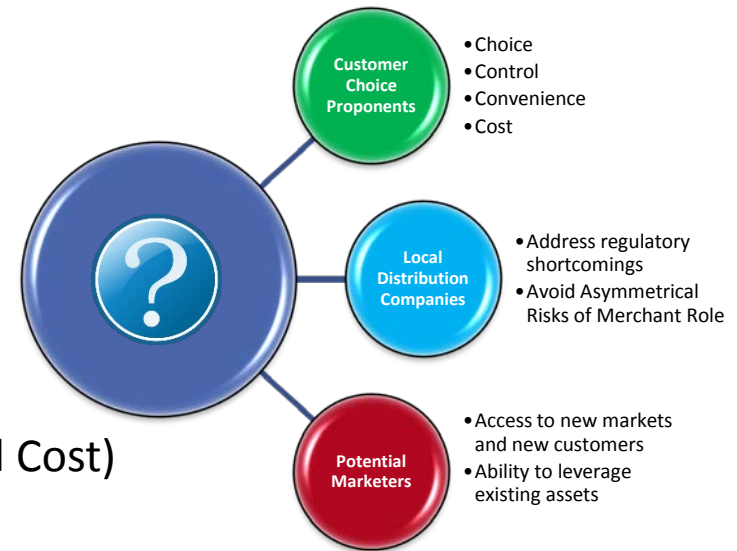 Customer
Choice
Proponents
•Choice
•Control
•Convenience
•Cost
?
Local
Distribution
Companies
•Address regulatory
shortcomings
•Avoid Asymmetrical
Risks of Merchant Role
Cost)
Potential
Marketers
•Access to new markets
and new customers
•Ability to leverage
existing assets